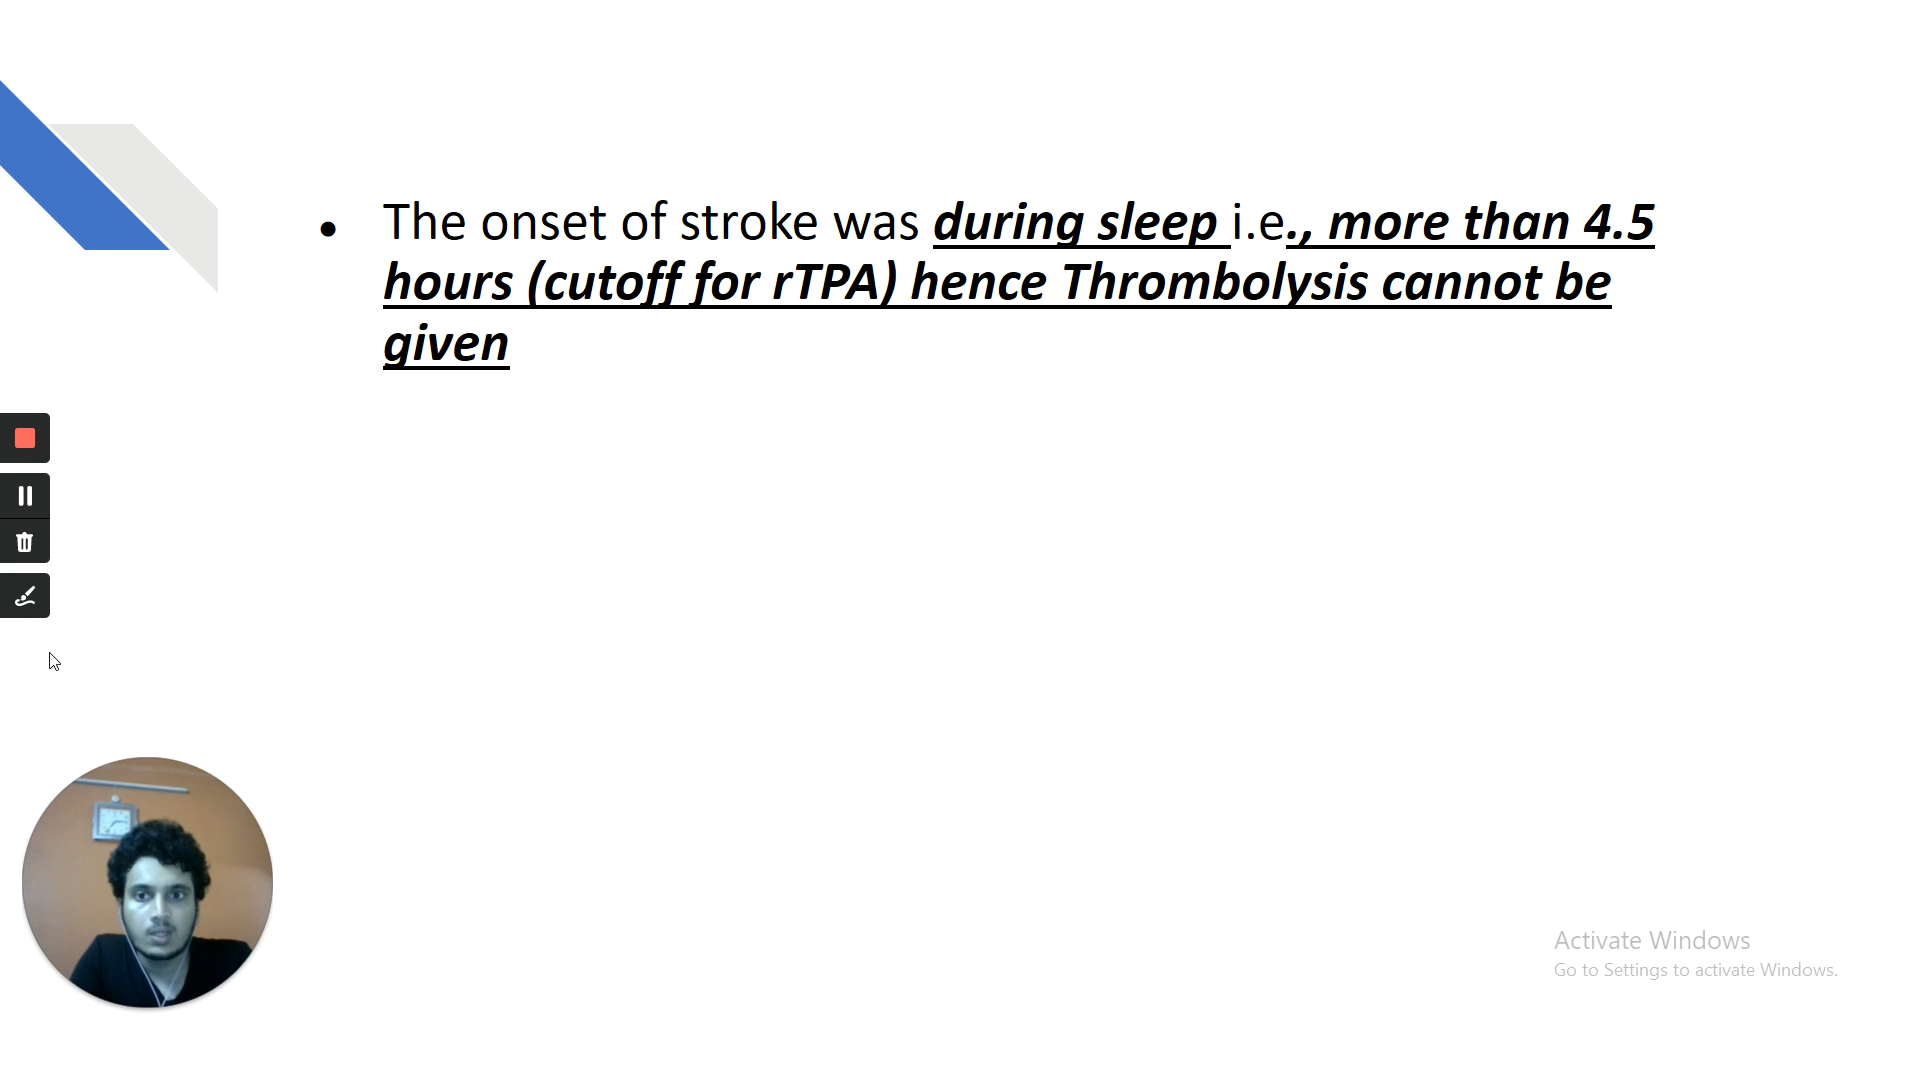 ● The onset of stroke was during sleep i.e., more than 4.5
hours (cutoff for rTPA) hence Thrombolysis cannot be
given
Activate Windows
Go to Settings to activate Windows.